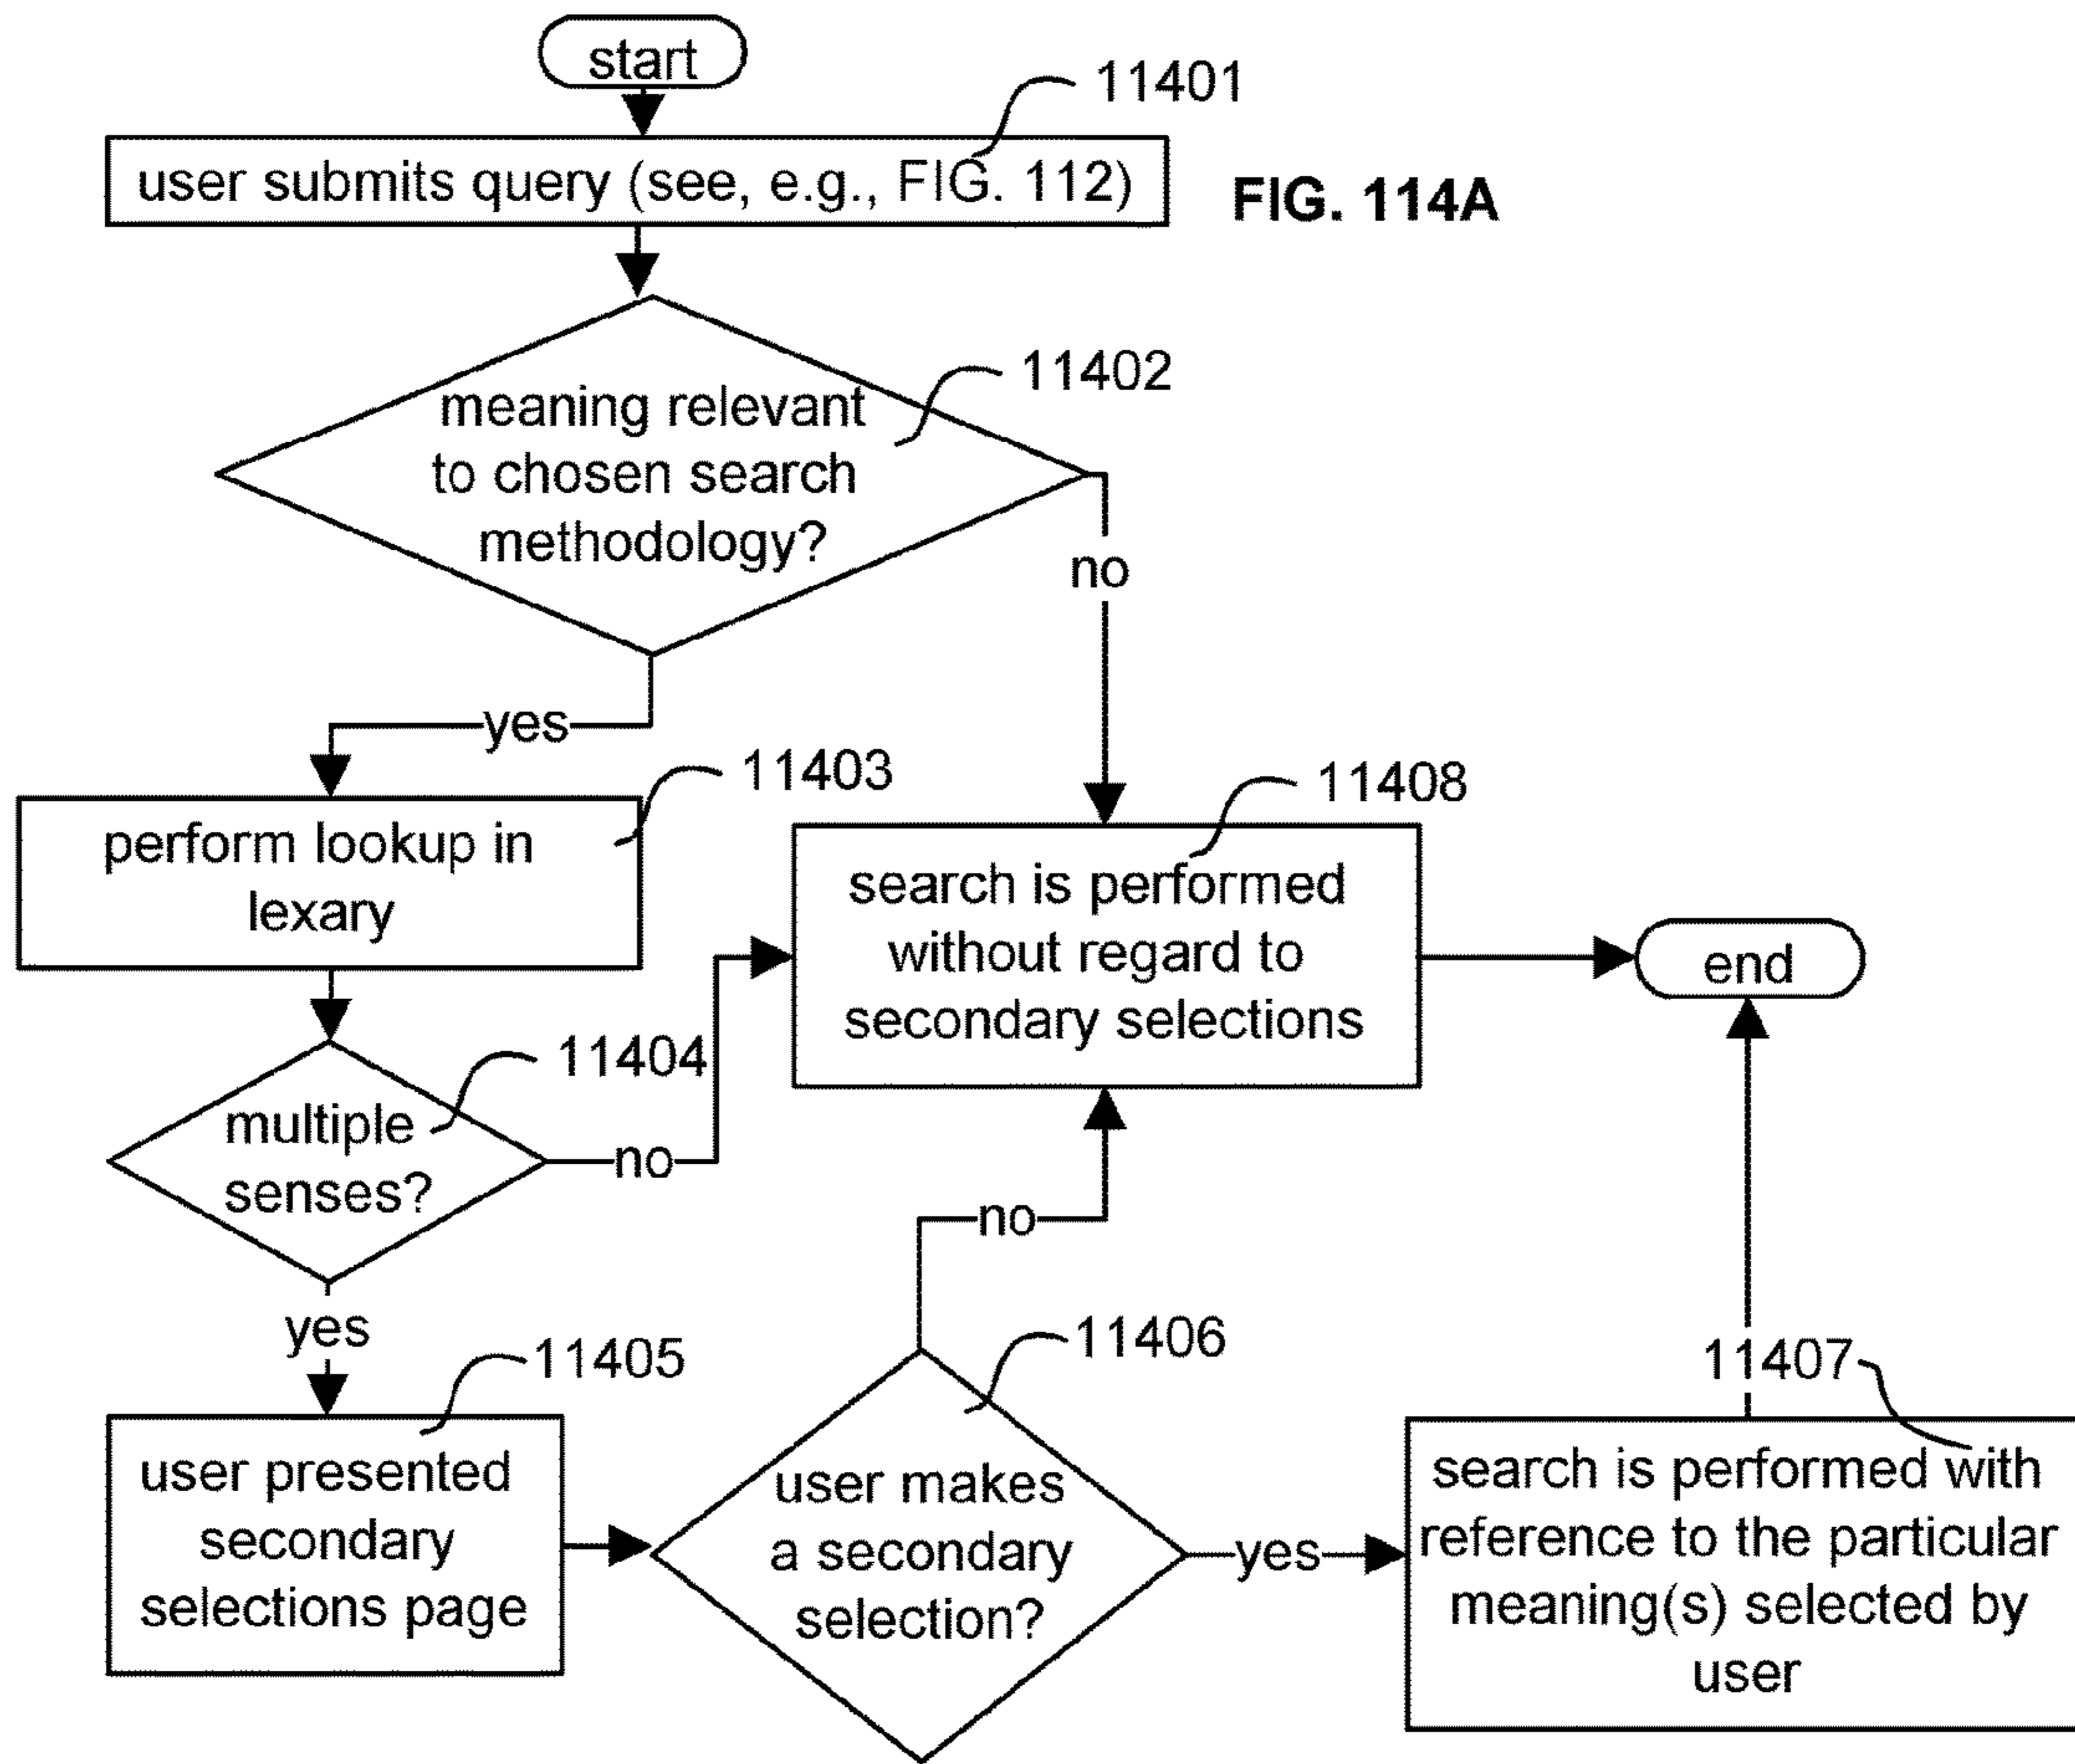 start
11401
user submits query (see, e.g., FIG. 112)
FIG. 114A
11402
meaning relevant
to chosen search
methodology?
no
yes
11403
perform lookup in
lexary
11408
search is performed
without regard to
secondary selections
end
11404
multiple
senses?
no
no
yes
11405
user presented
secondary
selections page
11406
user makes
a secondary
selection?
yes
11407
search is performed with
reference to the particular
meaning(s) selected by
user